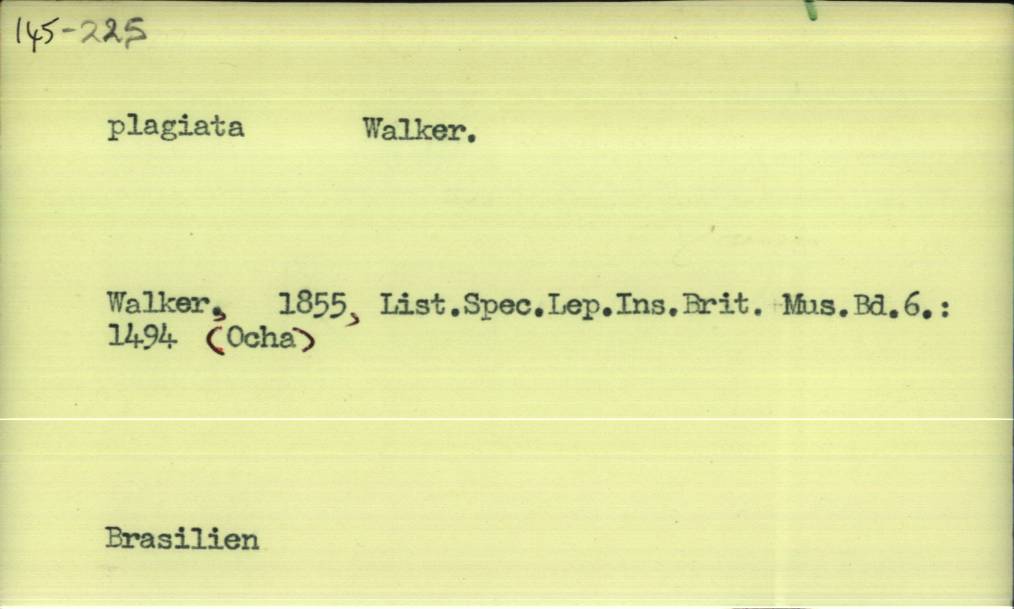 145-225
plagiata Walker.
Walker, 1855, List.Spec.Lep.Ins.Brit. Mus.Bd.6.:
1494 (Ocha)
Brasilien